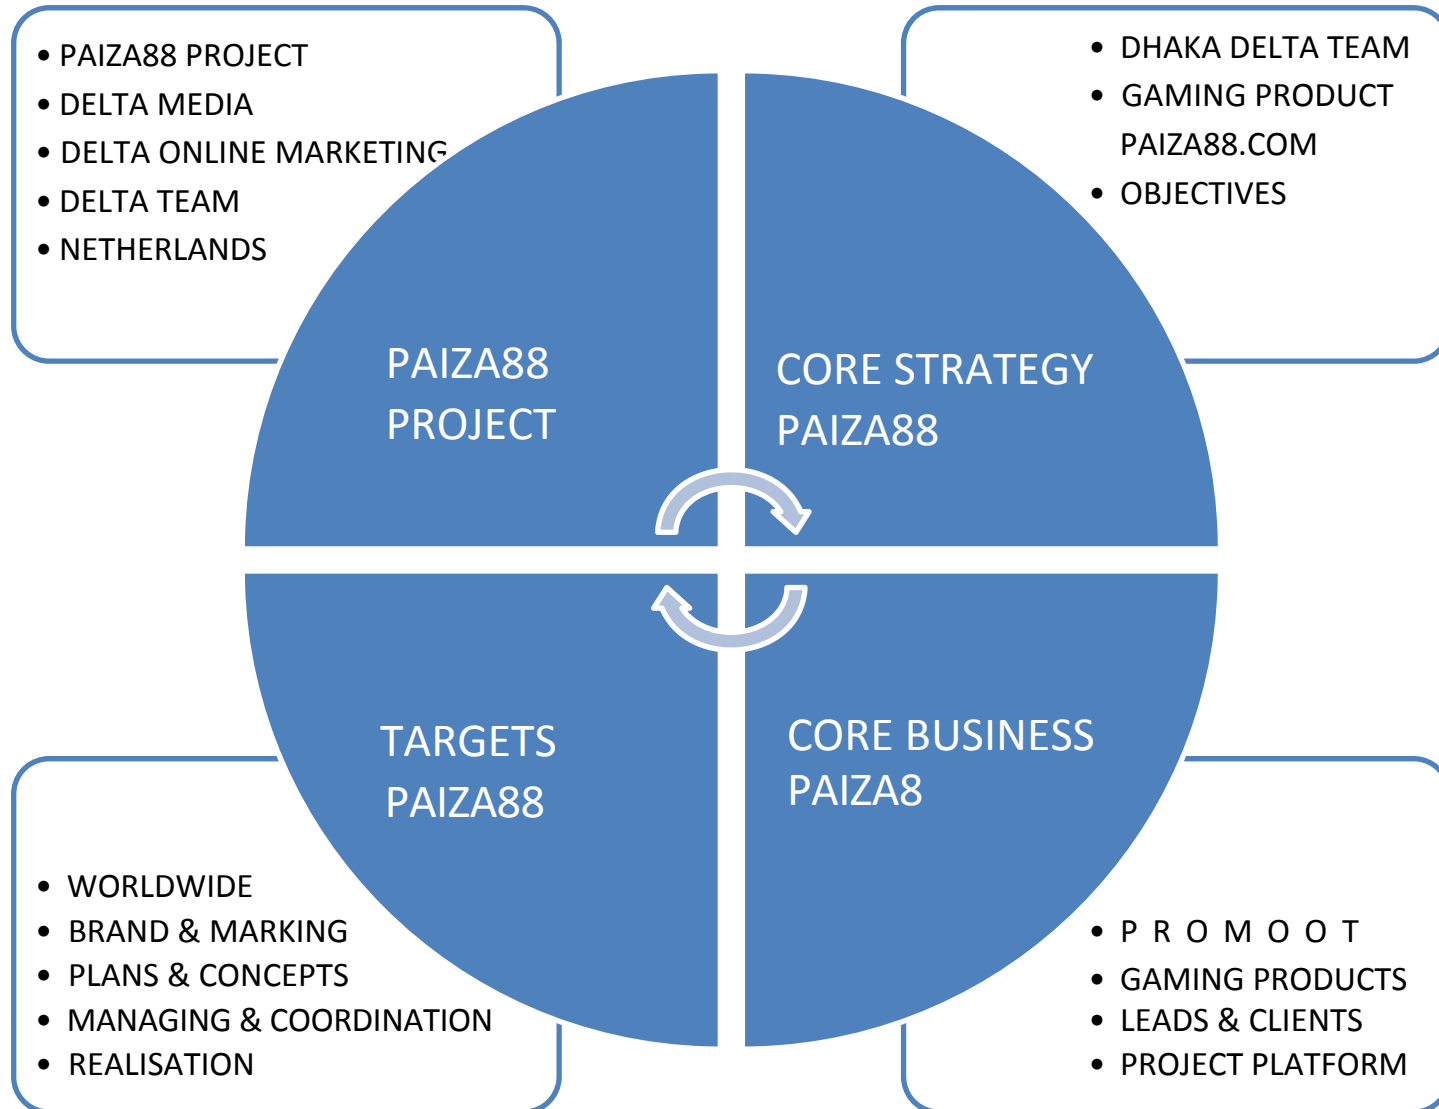 • PAIZA88 PROJECT
• DELTA MEDIA
• DELTA ONLINE MARKETING
• DELTA TEAM
• NETHERLANDS
• DHAKA DELTA TEAM
• GAMING PRODUCT
PAIZA88.COM
• OBJECTIVES
PAIZA88
PROJECT
CORE STRATEGY
PAIZA88
TARGETS
PAIZA88
CORE BUSINESS
PAIZA8
• WORLDWIDE
• BRAND & MARKING
• PLANS & CONCEPTS
• MANAGING & COORDINATION
• REALISATION
• P R O M O O T
• GAMING PRODUCTS
• LEADS & CLIENTS
• PROJECT PLATFORM